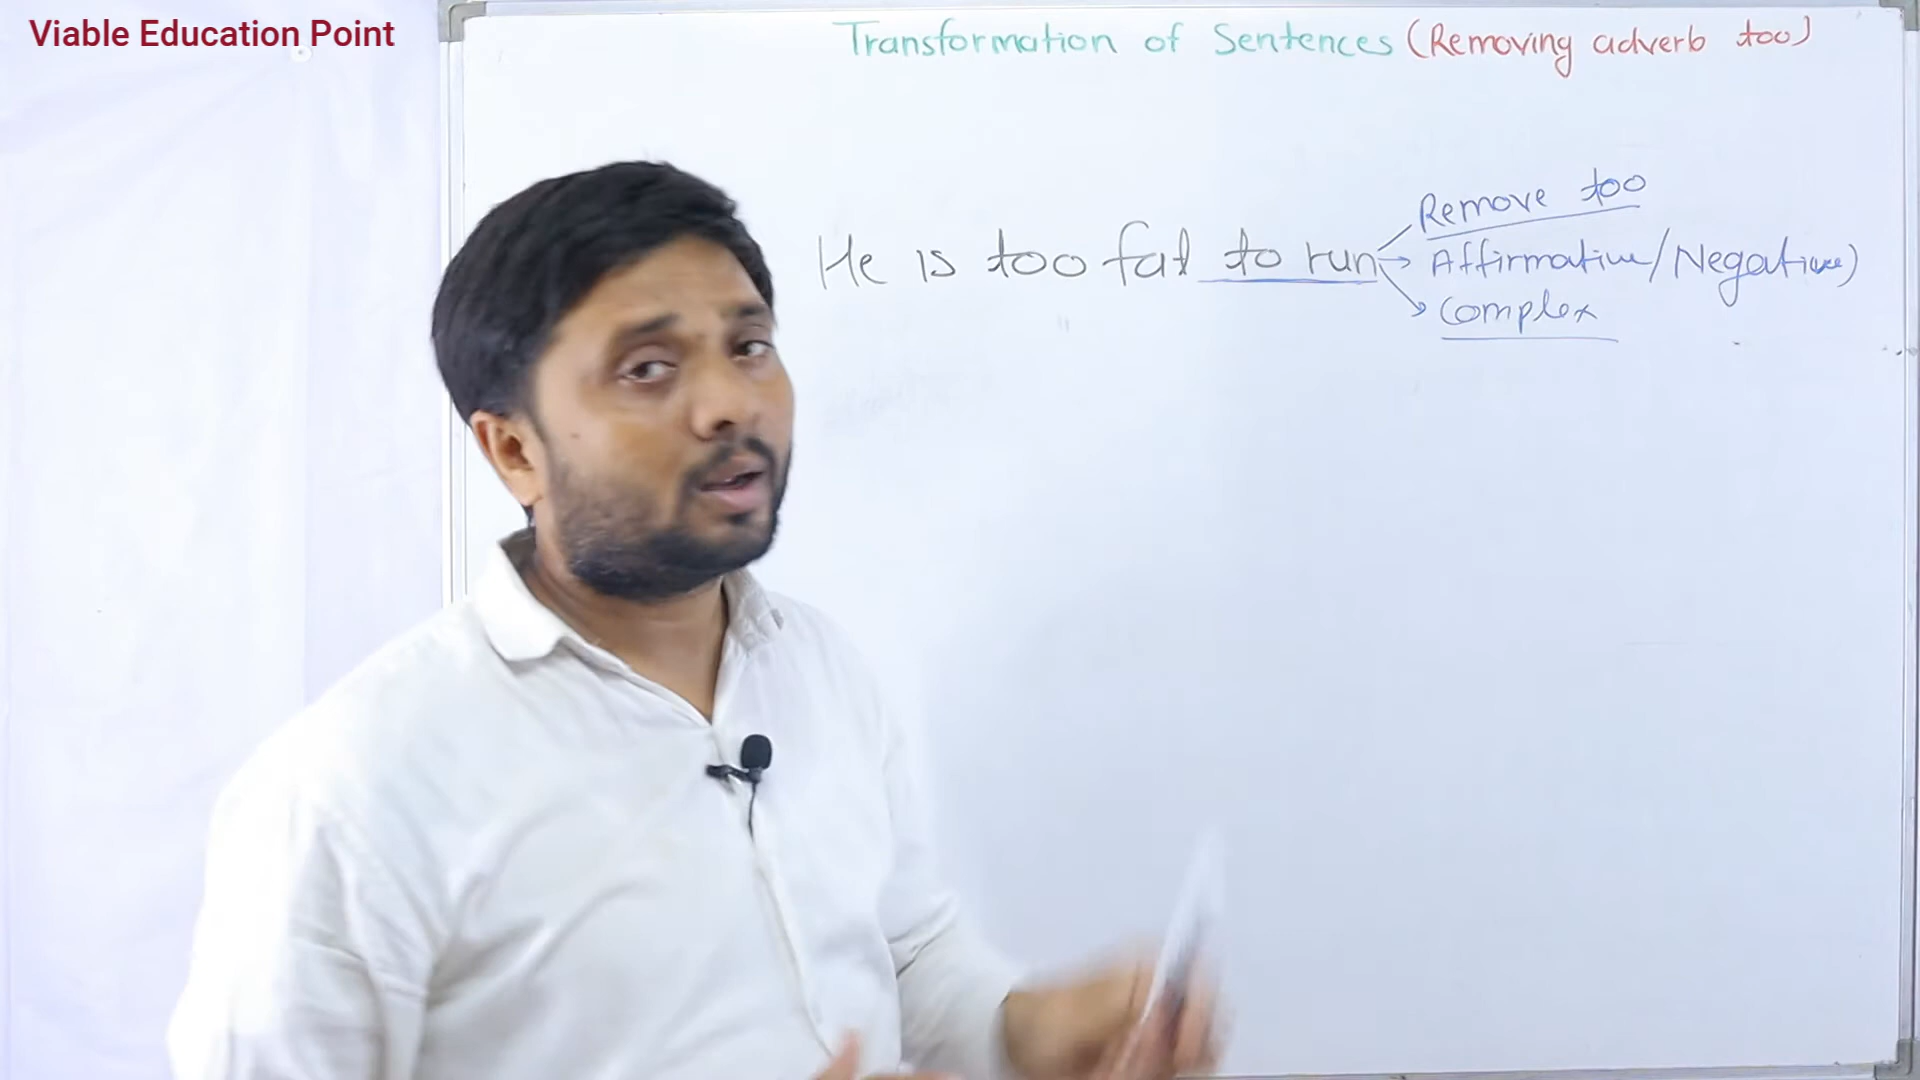 Viable Education Point
Transformation of Sentences (Removing adverb too)
Remove too
He is too fat to run
Affirmative/Negative)
Complex